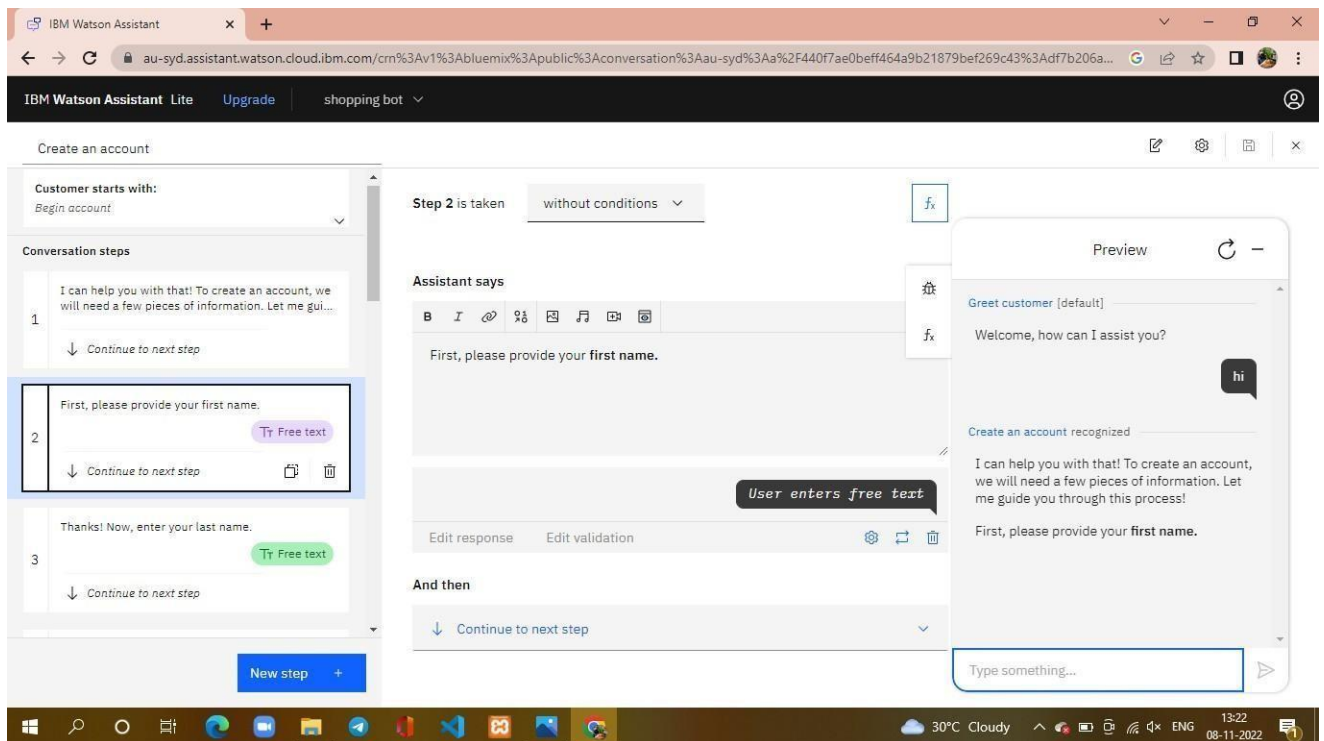 IBM Watson Assistant
au-syd.assistant.watson.cloud.ibm.com/crn%3Av1%3Abluemix%3Apublic%3Aconversation%3Aau-syd%3Aa%2F440f7ae0beff464a9b21879bef269c43%3Adf7b206a...
IBM Watson Assistant Lite Upgrade shopping bot
Create an account
Customer starts with:
Begin account
Conversation steps
1
I can help you with that! To create an account, we
will need a few pieces of information. Let me gui...
Continue to next step
2
First, please provide your first name.
Tт Free text
Continue to next step
3
Thanks! Now, enter your last name.
Tт Free text
Continue to next step
New step +
Step 2 is taken without conditions
fx
Assistant says
B I
fx
First, please provide your first name.
User enters free text
Edit response Edit validation
And then
Continue to next step
Preview
Greet customer [default]
Welcome, how can I assist you?
hi
Create an account recognized
I can help you with that! To create an account,
we will need a few pieces of information. Let
me guide you through this process!
First, please provide your first name.
Type something...
30°C Cloudy ENG 13:22
08-11-2022
1